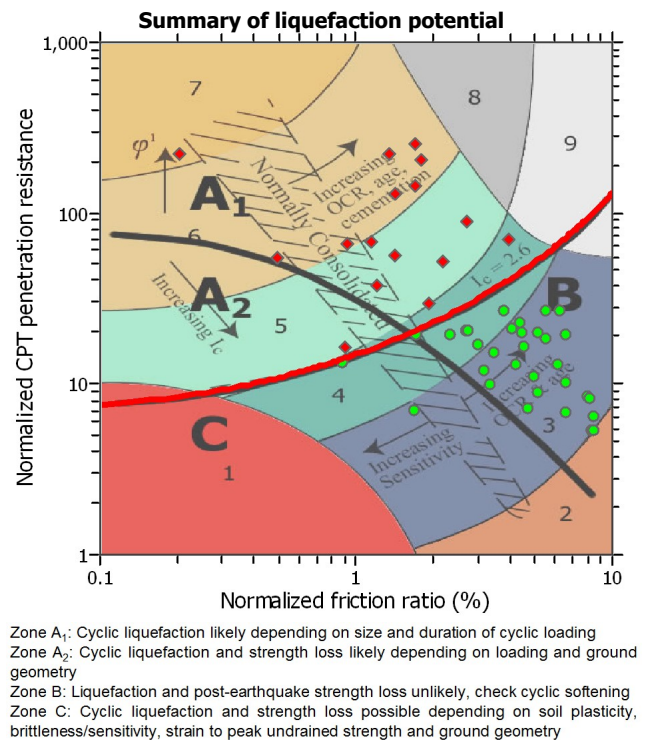 Summary of liquefaction potential
1,000
100
10
1
Normalized CPT penetration resistance
0.1
1
10
Normalized friction ratio (%)
7
8
9
φ¹
A₁
Increasing
OCR, age,
cementation
Normally Consolidated
6
A₂
Increasing Ic
Ic = 2.6
B
5
4
Increasing
OCR & age
3
C
1
Increasing
Sensitivity
2
Zone A₁: Cyclic liquefaction likely depending on size and duration of cyclic loading
Zone A₂: Cyclic liquefaction and strength loss likely depending on loading and ground
geometry
Zone B: Liquefaction and post-earthquake strength loss unlikely, check cyclic softening
Zone C: Cyclic liquefaction and strength loss possible depending on soil plasticity,
brittleness/sensitivity, strain to peak undrained strength and ground geometry